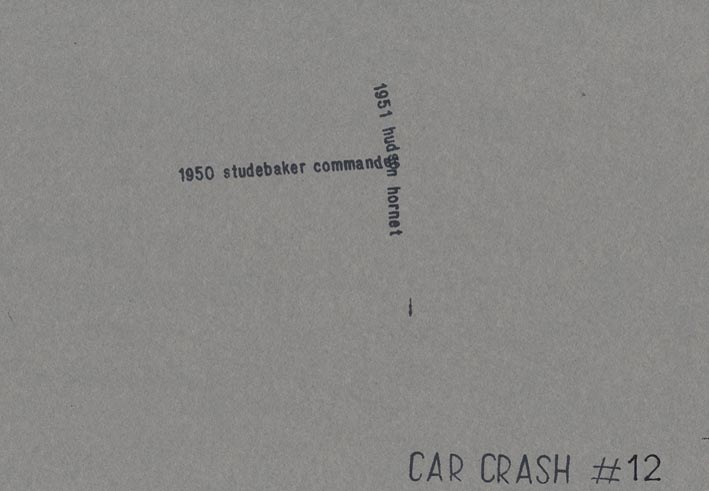 1951 hudson hornet
1950 studebaker commander
CAR CRASH #12